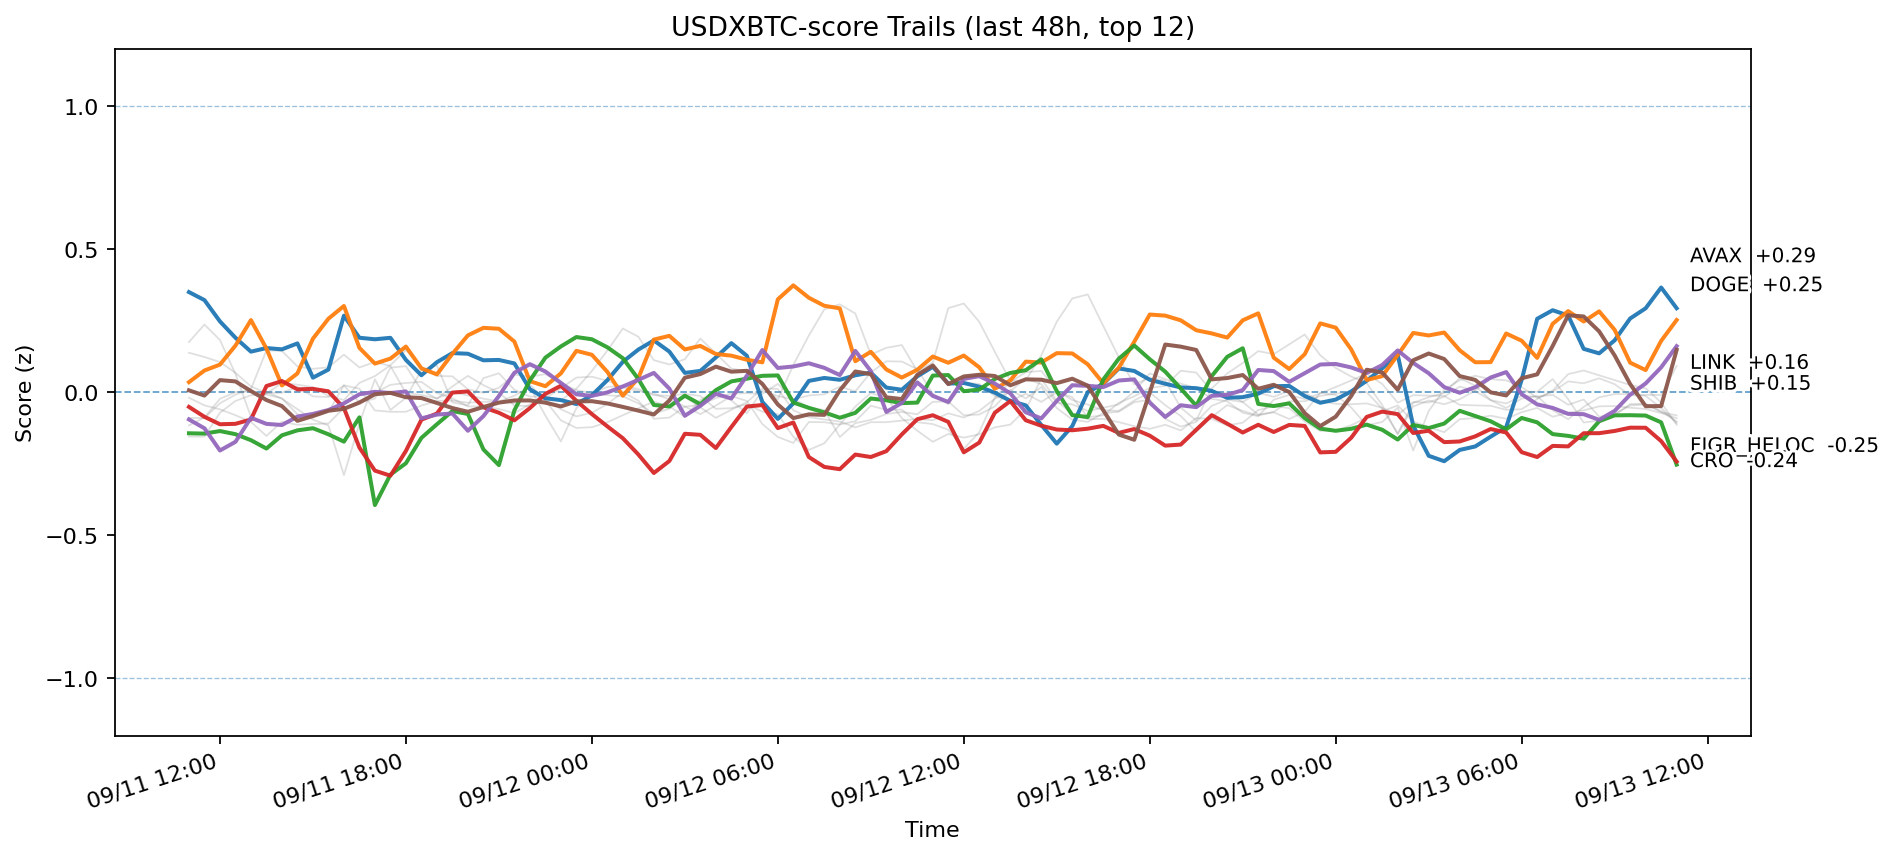 USDXBTC-score Trails (last 48h, top 12)
Score (z)
1.0
0.5
0.0
−0.5
−1.0
AVAX +0.29
DOGE +0.25
LINK +0.16
SHIB +0.15
FIGR_HELOC -0.25
CRO -0.24
09/11 12:00
09/11 18:00
09/12 00:00
09/12 06:00
09/12 12:00
09/12 18:00
09/13 00:00
09/13 06:00
09/13 12:00
Time